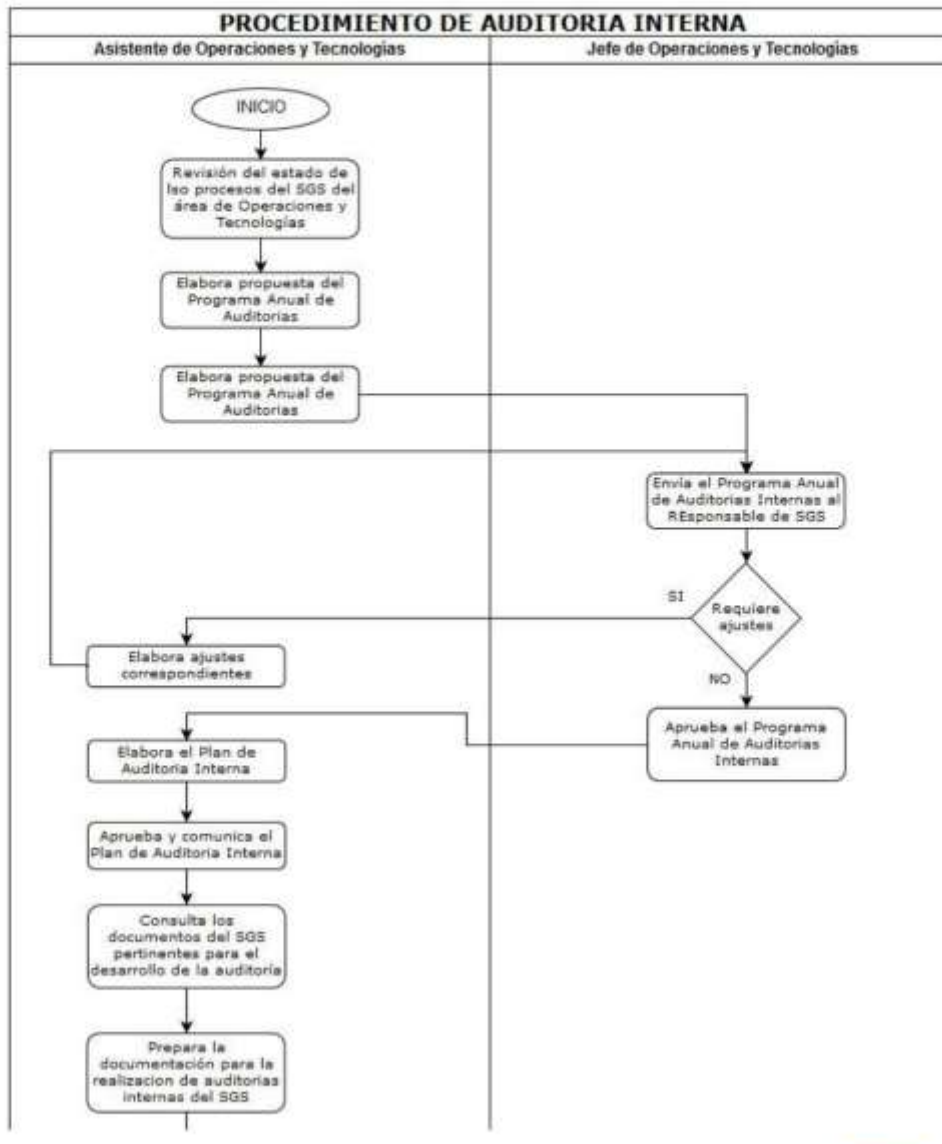 PROCEDIMIENTO DE AUDITORIA INTERNA
Asistente de Operaciones y Tecnologías
Jefe de Operaciones y Tecnologías
INICIO
Revisión del estado de
lso procesos del SGS del
área de Operaciones y
Tecnologías
Elabora propuesta del
Programa Anual de
Auditorias
Elabora propuesta del
Programa Anual de
Auditorias
Envía el Programa Anual
de Auditorias Internas al
REsponsable de SGS
SI
Requiere
ajustes
Elabora ajustes
correspondientes
NO
Aprueba el Programa
Anual de Auditorias
Internas
Elabora el Plan de
Auditoria Interna
Aprueba y comunica el
Plan de Auditoria Interna
Consulta los
documentos del SGS
pertinentes para el
desarrollo de la auditoría
Prepara la
documentación para la
realizacion de auditorias
internas del SGS